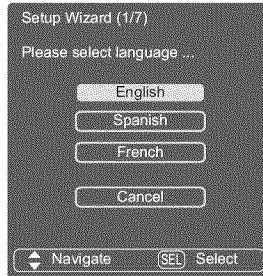 Setup Wizard (1/7)
Please select language ...
English
Spanish
French
Cancel
Navigate SEL Select